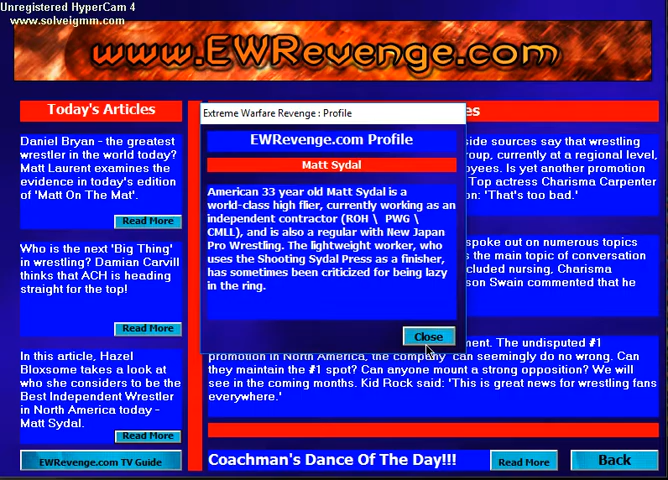 Unregistered HyperCam 4
www.solveigmm.com
www.EWRevenge.com
Today's Articles
Daniel Bryan - the greatest
wrestler in the world today?
Matt Laurent examines the
evidence in today's edition
of 'Matt On The Mat'.
Read More
Who is the next 'Big Thing'
in wrestling? Damian Carvill
thinks that ACH is heading
straight for the top!
Read More
In this article, Hazel
Bloxsome takes a look at
who she considers to be the
Best Independent Wrestler
in North America today -
Matt Sydal.
Read More
EWRevenge.com TV Guide
Extreme Warfare Revenge : Profile
EWRevenge.com Profile
Matt Sydal
American 33 year old Matt Sydal is a
world-class high flier, currently working as an
independent contractor (ROH \ PWG \
CMLL), and is also a regular with New Japan
Pro Wrestling. The lightweight worker, who
uses the Shooting Sydal Press as a finisher,
has sometimes been criticized for being lazy
in the ring.
Close
side sources say that wrestling
roup, currently at a regional level,
oyees. Is yet another promotion
Top actress Charisma Carpenter
on: 'That's too bad.'
spoke out on numerous topics
s the main topic of conversation
cluded nursing, Charisma
son Swain commented that he
ment. The undisputed #1
promotion in North America, the company can seemingly do no wrong. Can
they maintain the #1 spot? Can anyone mount a strong opposition? We will
see in the coming months. Kid Rock said: 'This is great news for wrestling fans
everywhere.'
Coachman's Dance Of The Day!!!
Read More
Back